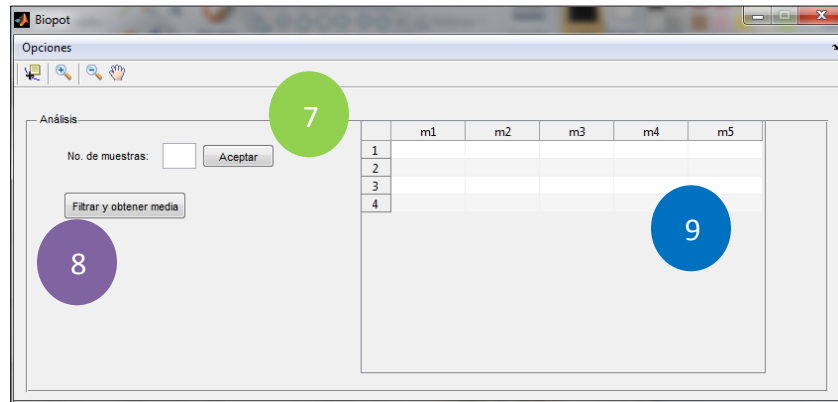 Biopot
Opciones
7
Análisis
m1 m2 m3 m4 m5
No. de muestras: Aceptar
1
2
3
4
Filtrar y obtener media
8
9